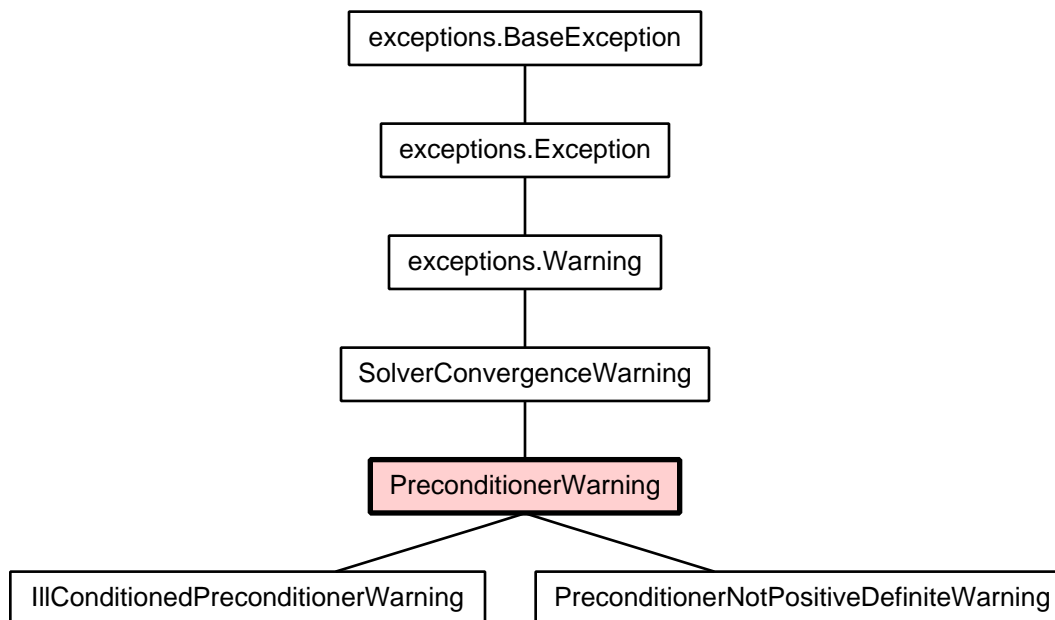 exceptions.BaseException
exceptions.Exception
exceptions.Warning
SolverConvergenceWarning
PreconditionerWarning
IllConditionedPreconditionerWarning
PreconditionerNotPositiveDefiniteWarning